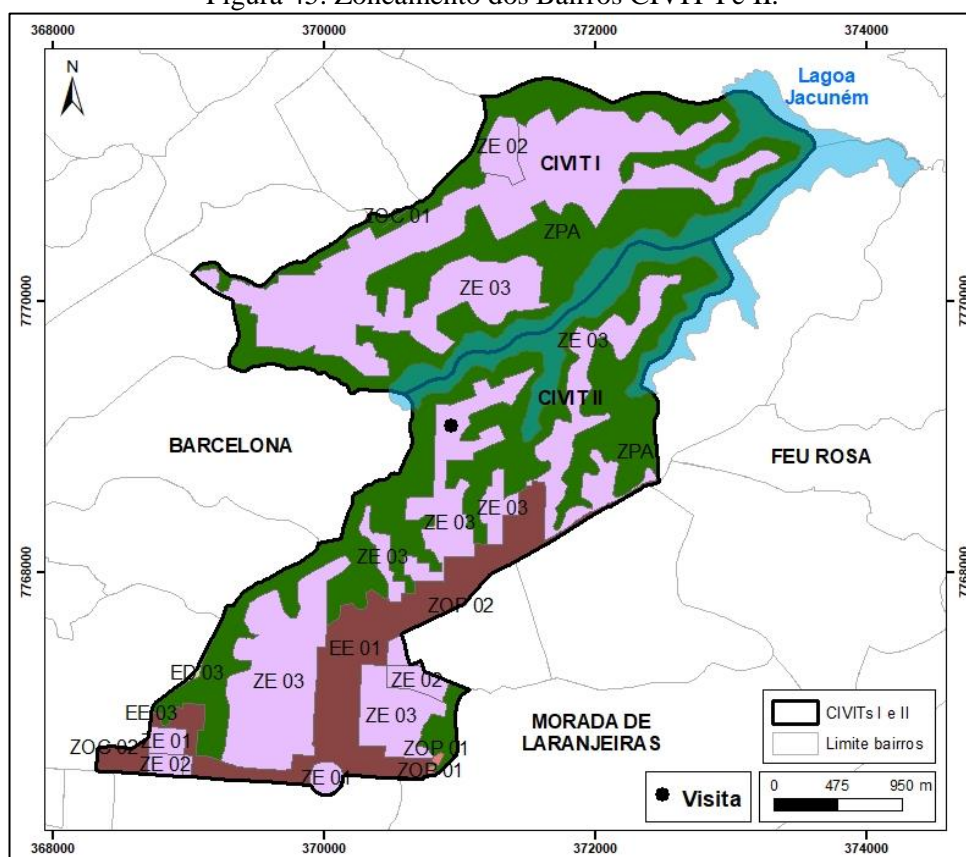 Figura 43: Zoneamento dos Bairros CIVIT I e II.
368000 370000 372000 374000
N
Lagoa
Jacuném
ZE 02
CIVIT I
ZOC 01
ZPA
ZE 03
7770000 7770000
ZE 03
CIVIT II
BARCELONA
ZPA
FEU ROSA
ZE 03
ZE 03
ZE 03
7768000 7768000
ZOP 02
EE 01
ED 03
ZE 03
ZE 02
EE 03
ZE 03
MORADA DE
LARANJEIRAS
ZOC 02
ZE 01
ZOP 01
ZE 02
ZOP 01
ZE 01
CIVITs I e II
Limite bairros
Visita
0 475 950 m
368000 370000 372000 374000